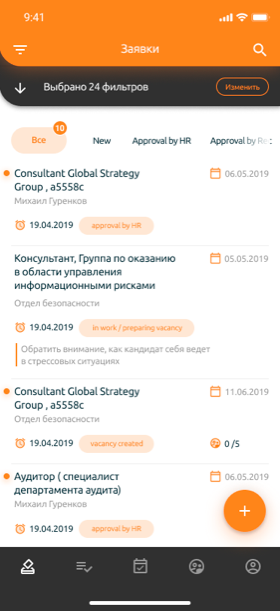 9:41
Заявки
Выбрано 24 фильтров
Изменить
Все
10
New
Approval by HR
Approval by
Consultant Global Strategy
Group , a5558c
06.05.2019
Михаил Гуренков
19.04.2019
approval by HR
Консультант, Группа по оказанию
в области управления
информационными рисками
05.05.2019
Отдел безопасности
19.04.2019
In work / preparing vacancy
Обратить внимание, как кандидат себя ведет
в стрессовых ситуациях
Consultant Global Strategy
Group , a5558c
11.06.2019
Отдел безопасности
19.04.2019
vacancy created
0 /5
Аудитор ( специалист
департамента аудита)
06.05.2019
Михаил Гуренков
19.04.2019
approval by HR